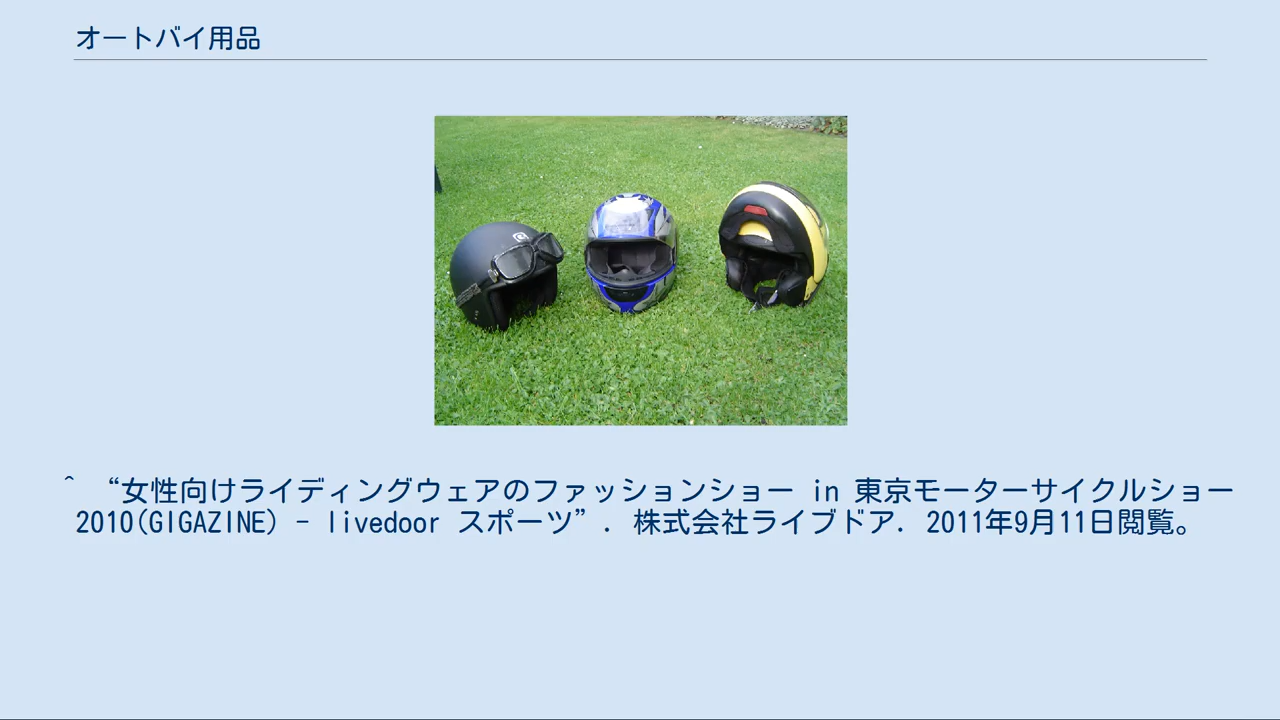 オートバイ用品
^ “女性向けライディングウェアのファッションショー in 東京モーターサイクルショー
2010(GIGAZINE) - livedoor スポーツ”. 株式会社ライブドア. 2011年9月11日閲覧。